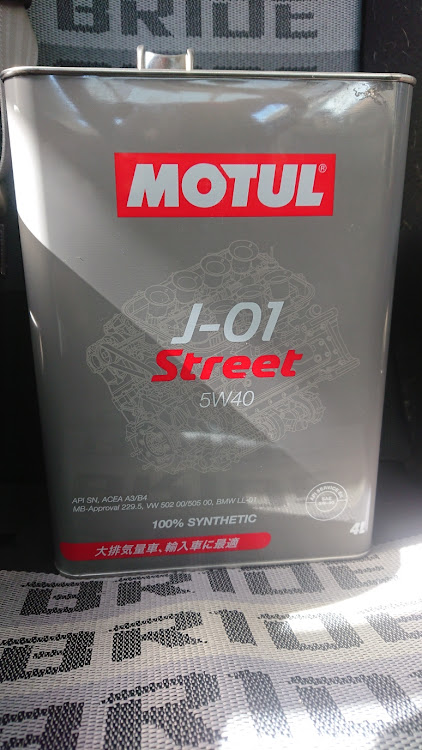 BRIDE
MOTUL®
J-01
Street
5W40
API SN, ACEA A3/B4
MB-Approval 229.5, VW 502 00/505 00, BMW LL-01
100% SYNTHETIC
4L
大排気量車、輸入車に最適
BRIDE
BRIDE
BRIDE